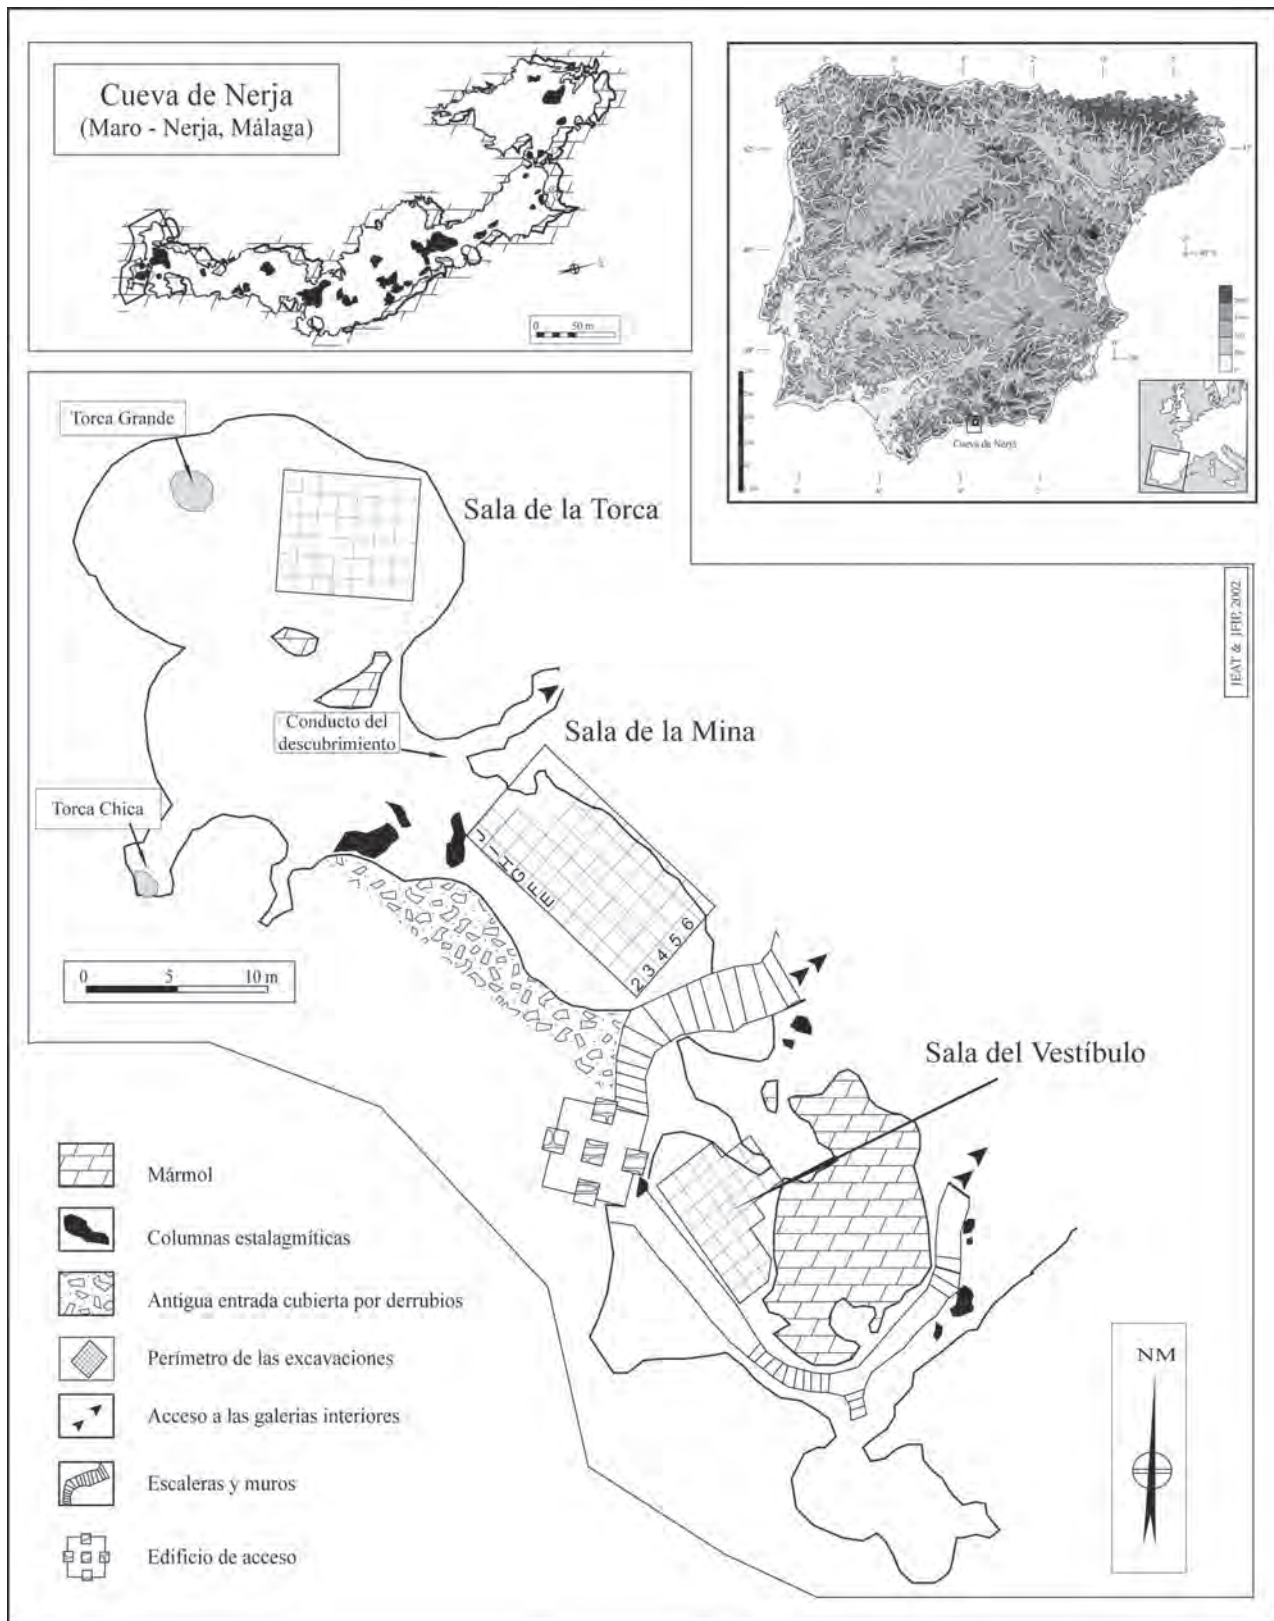 Cueva de Nerja
(Maro - Nerja, Málaga)
0 50 m
Cueva de Nerja
Torca Grande
Sala de la Torca
JEAT & JFJP, 2002
Conducto del
descubrimiento
Sala de la Mina
Torca Chica
J I H G F E
2 3 4 5 6
0 5 10 m
Sala del Vestíbulo
Mármol
Columnas estalagmíticas
Antigua entrada cubierta por derrubios
Perímetro de las excavaciones
Acceso a las galerias interiores
Escaleras y muros
Edificio de acceso
NM